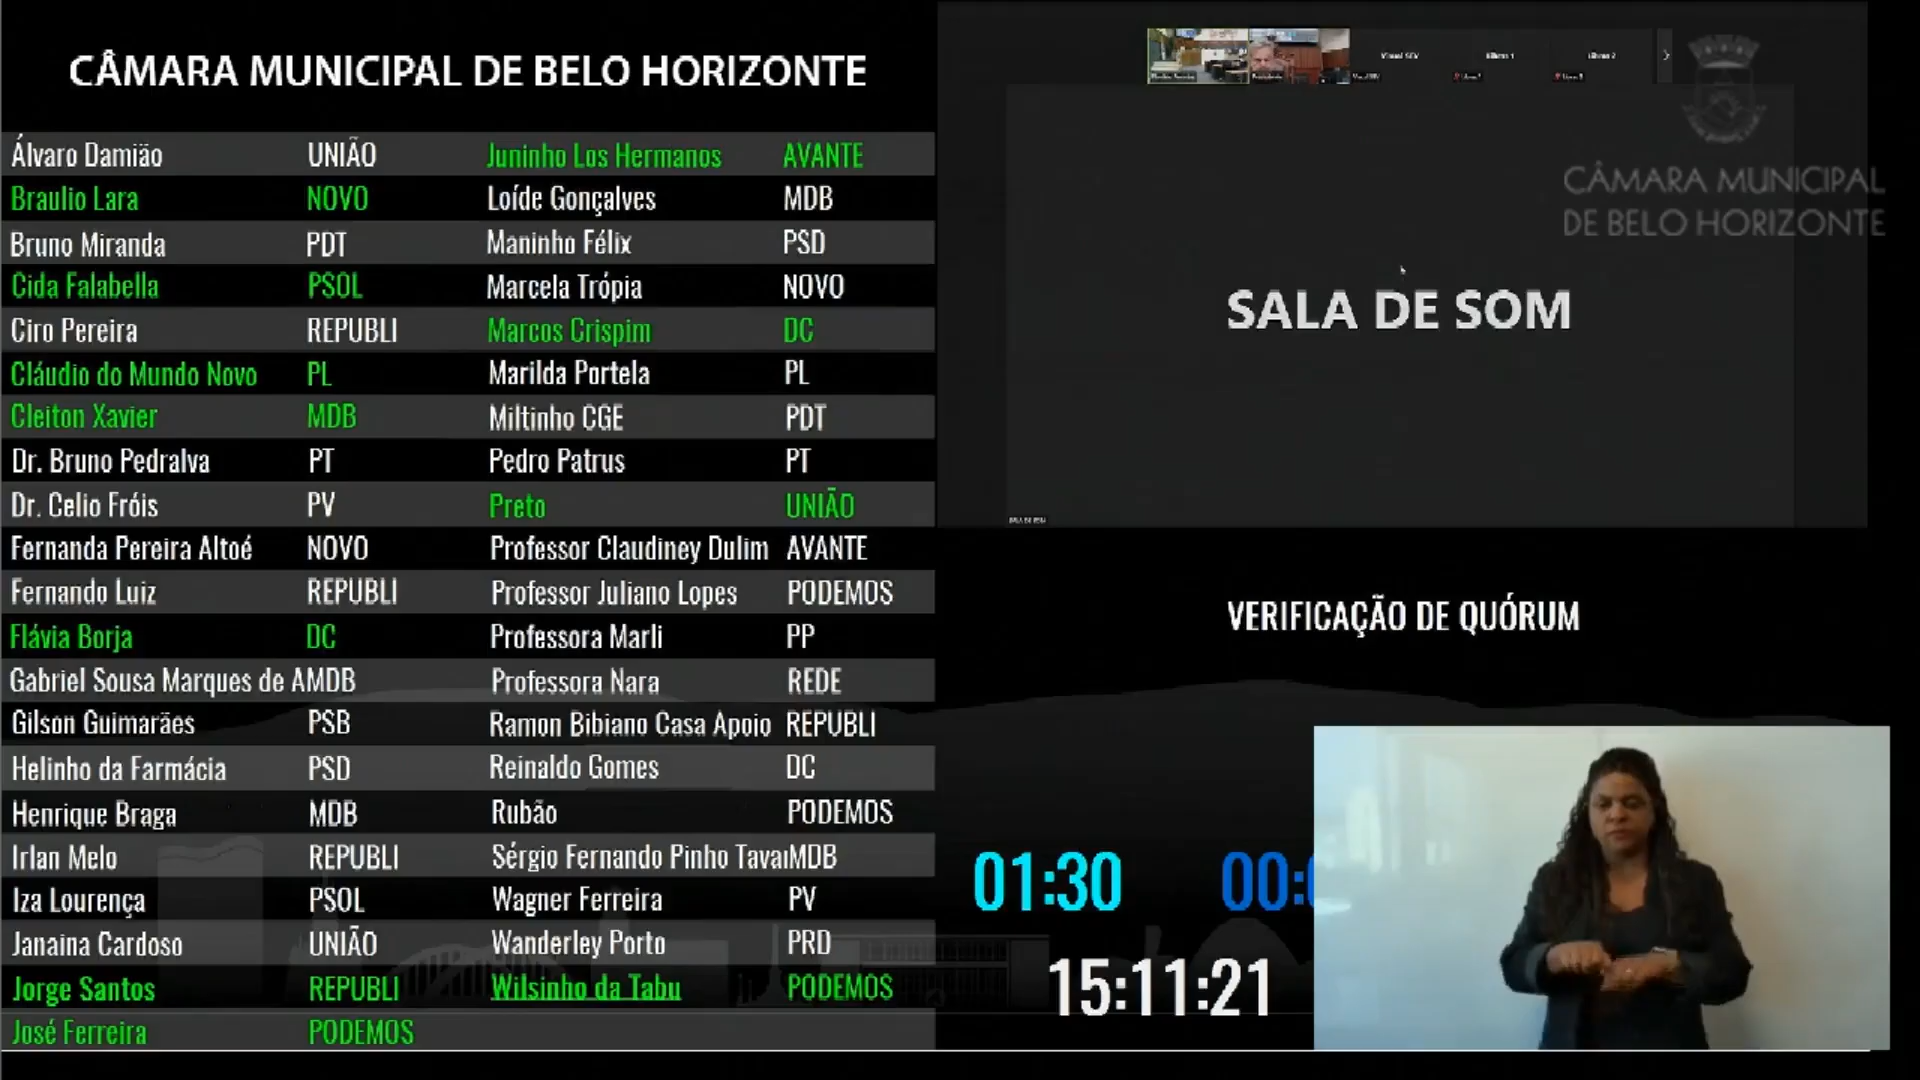 CÂMARA MUNICIPAL DE BELO HORIZONTE
Álvaro Damião UNIÃO
Braulio Lara NOVO
Bruno Miranda PDT
Cida Falabella PSOL
Ciro Pereira REPUBLI
Cláudio do Mundo Novo PL
Cleiton Xavier MDB
Dr. Bruno Pedralva PT
Dr. Celio Fróis PV
Fernanda Pereira Altoé NOVO
Fernando Luiz REPUBLI
Flávia Borja DC
Gabriel Sousa Marques de AMDB
Gilson Guimarães PSB
Helinho da Farmácia PSD
Henrique Braga MDB
Irlan Melo REPUBLI
Iza Lourença PSOL
Janaina Cardoso UNIÃO
Jorge Santos REPUBLI
José Ferreira PODEMOS
Juninho Los Hermanos AVANTE
Loíde Gonçalves MDB
Maninho Félix PSD
Marcela Trópia NOVO
Marcos Crispim DC
Marilda Portela PL
Miltinho CGE PDT
Pedro Patrus PT
Preto UNIÃO
Professor Claudiney Dulim AVANTE
Professor Juliano Lopes PODEMOS
Professora Marli PP
Professora Nara REDE
Ramon Bibiano Casa Apoio REPUBLI
Reinaldo Gomes DC
Rubão PODEMOS
Sérgio Fernando Pinho TavaiMDB
Wagner Ferreira PV
Wanderley Porto PRD
Wilsinho da Tabu PODEMOS
CÂMARA MUNICIPAL
DE BELO HORIZONTE
SALA DE SOM
SALA DE SOM
VERIFICAÇÃO DE QUÓRUM
01:30 00:
15:11:21